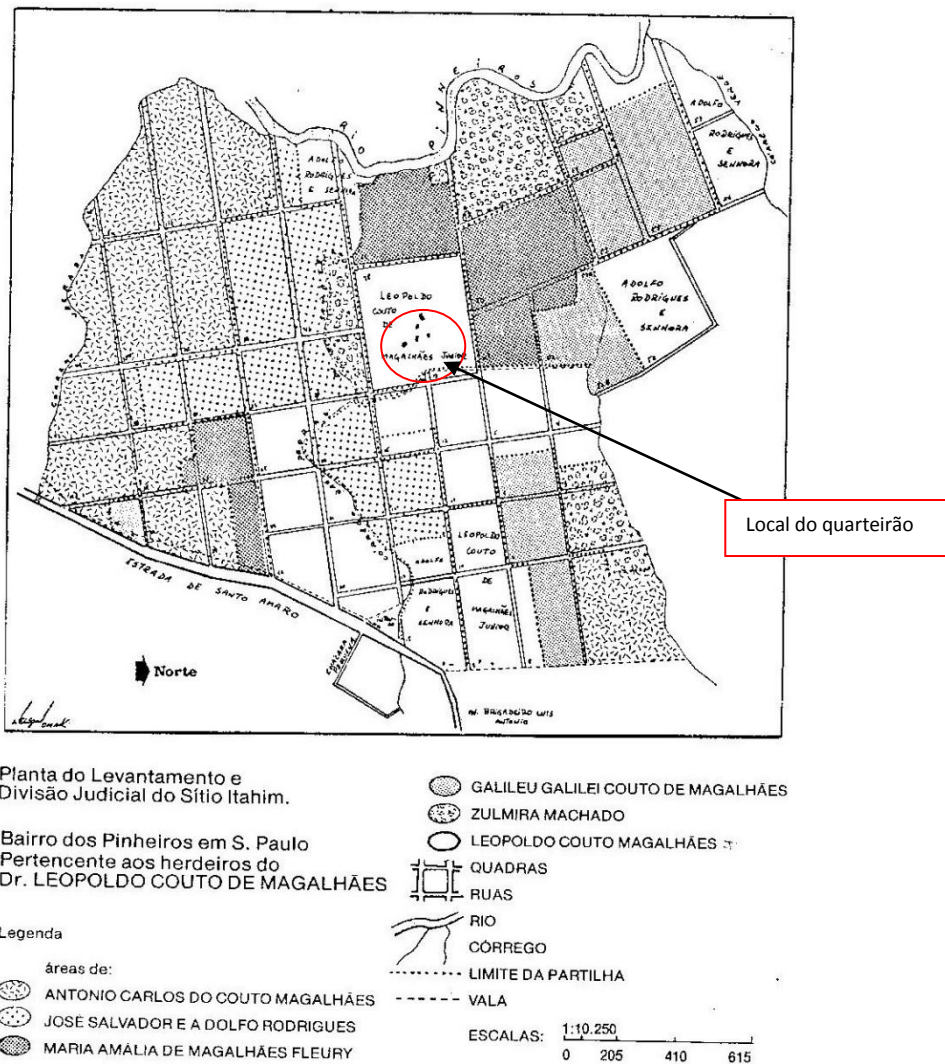 RIO
PINHEIROS
ADOLFO
RODRIGUES
E SENHORA
ADOLFO
RODRIGUES
E SENHORA
LEOPOLDO
COUTO
DE
MAGALHÃES JUNIOR
ADOLFO
RODRIGUES
E
SENHORA
Local do quarteirão
LEOPOLDO
COUTO
DE
MAGALHÃES
JUNIOR
ADOLFO
RODRIGUES
E
SENHORA
ESTRADA DE SANTO AMARO
CHACARA
Norte
AV. BRIGADEIRO LUIS
ANTONIO
Planta do Levantamento e
Divisão Judicial do Sítio Itahim.
Bairro dos Pinheiros em S. Paulo
Pertencente aos herdeiros do
Dr. LEOPOLDO COUTO DE MAGALHÃES
Legenda
áreas de:
ANTONIO CARLOS DO COUTO MAGALHÃES
JOSÉ SALVADOR E A DOLFO RODRIGUES
MARIA AMÁLIA DE MAGALHÃES FLEURY
GALILEU GALILEI COUTO DE MAGALHÃES
ZULMIRA MACHADO
LEOPOLDO COUTO MAGALHÃES
QUADRAS
RUAS
RIO
CÓRREGO
LIMITE DA PARTILHA
VALA
ESCALAS: 1:10.250
0 205 410 615